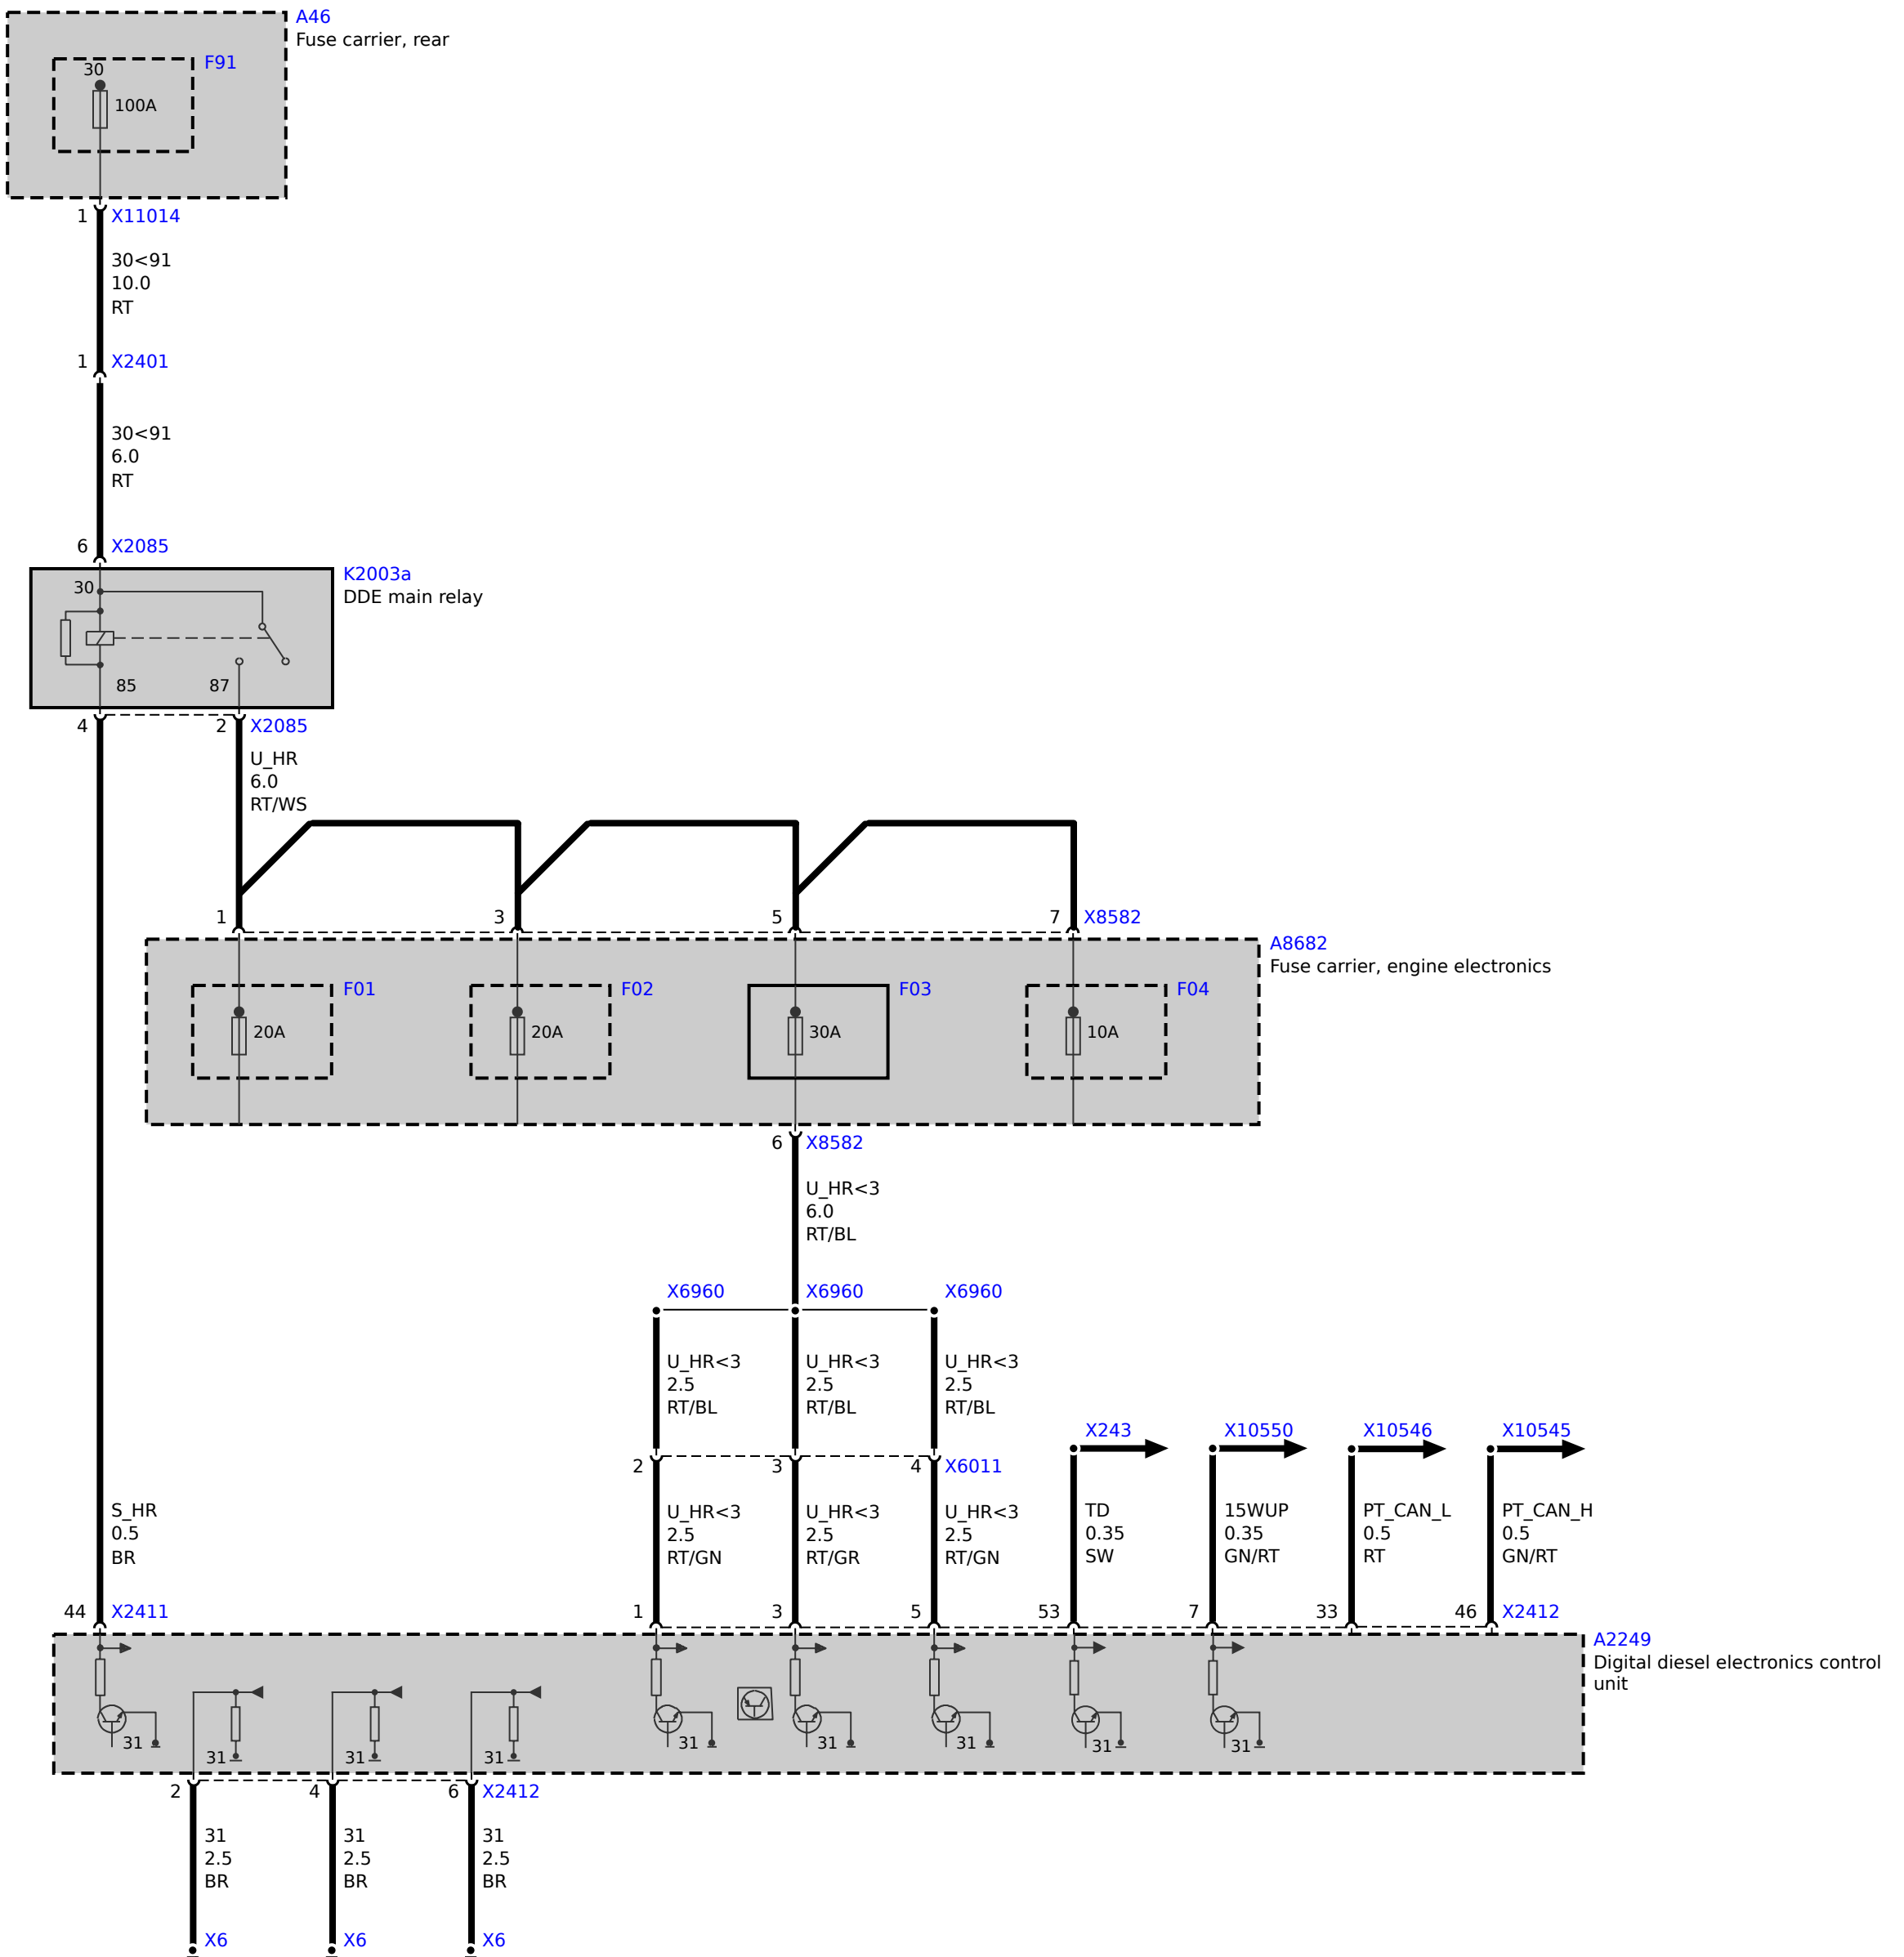 A46
Fuse carrier, rear
F91
30
100A
1 X11014
30<91
10.0
RT
1 X2401
30<91
6.0
RT
6 X2085
K2003a
DDE main relay
30
85 87
4 2 X2085
U_HR
6.0
RT/WS
1 3 5 7 X8582
A8682
Fuse carrier, engine electronics
F01 F02 F03 F04
20A 20A 30A 10A
6 X8582
U_HR<3
6.0
RT/BL
X6960 X6960 X6960
U_HR<3 U_HR<3 U_HR<3
2.5 2.5 2.5
RT/BL RT/BL RT/BL
X243 X10550 X10546 X10545
2 3 4 X6011
S_HR U_HR<3 U_HR<3 U_HR<3 TD 15WUP PT_CAN_L PT_CAN_H
0.5 2.5 2.5 2.5 0.35 0.35 0.5 0.5
BR RT/GN RT/GR RT/GN SW GN/RT RT GN/RT
44 X2411 1 3 5 53 7 33 46 X2412
A2249
Digital diesel electronics control
unit
31 31 31 31 31 31
31 31 31
2 4 6 X2412
31 31 31
2.5 2.5 2.5
BR BR BR
X6 X6 X6